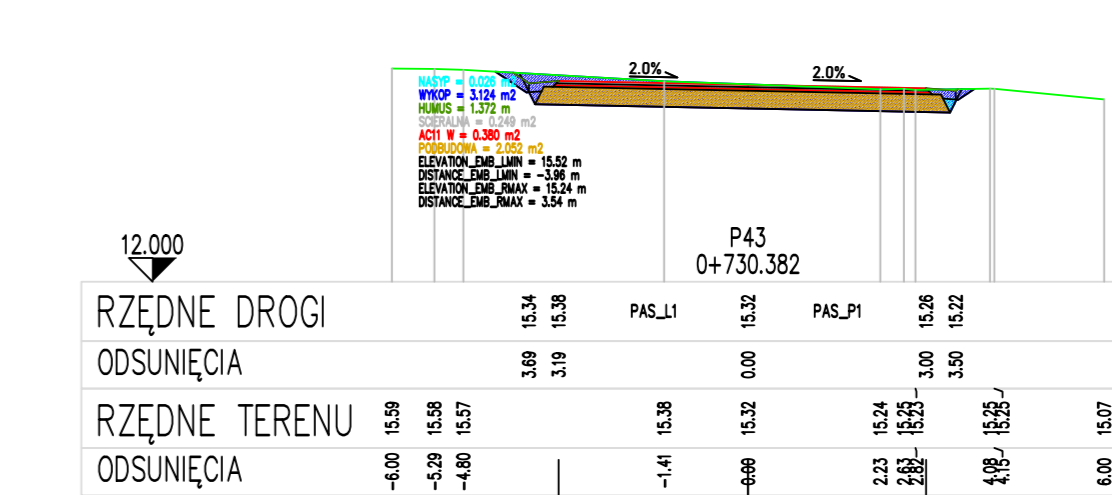 2.0% 2.0%
NASYP = 0.026 m2
WYKOP = 3.124 m2
HUMUS = 1.372 m
SCIERALNA = 0.249 m2
AC11 W = 0.380 m2
PODBUDOWA = 2.052 m2
ELEVATION_EMB_LMIN = 15.52 m
DISTANCE_EMB_LMIN = -3.96 m
ELEVATION_EMB_RMAX = 15.24 m
DISTANCE_EMB_RMAX = 3.54 m
P43
12.000
0+730.382
RZĘDNE DROGI 15.34 15.38 PAS_L1 15.32 PAS_P1 15.26 15.22
ODSUNIĘCIA 3.69 3.19 0.00 3.00 3.50
RZĘDNE TERENU 15.59 15.58 15.57 15.38 15.32 15.24 15.25 15.23 15.25 15.25 15.07
ODSUNIĘCIA -6.00 -5.29 -4.80 -1.41 0.00 2.23 2.63 2.82 4.08 4.15 6.00